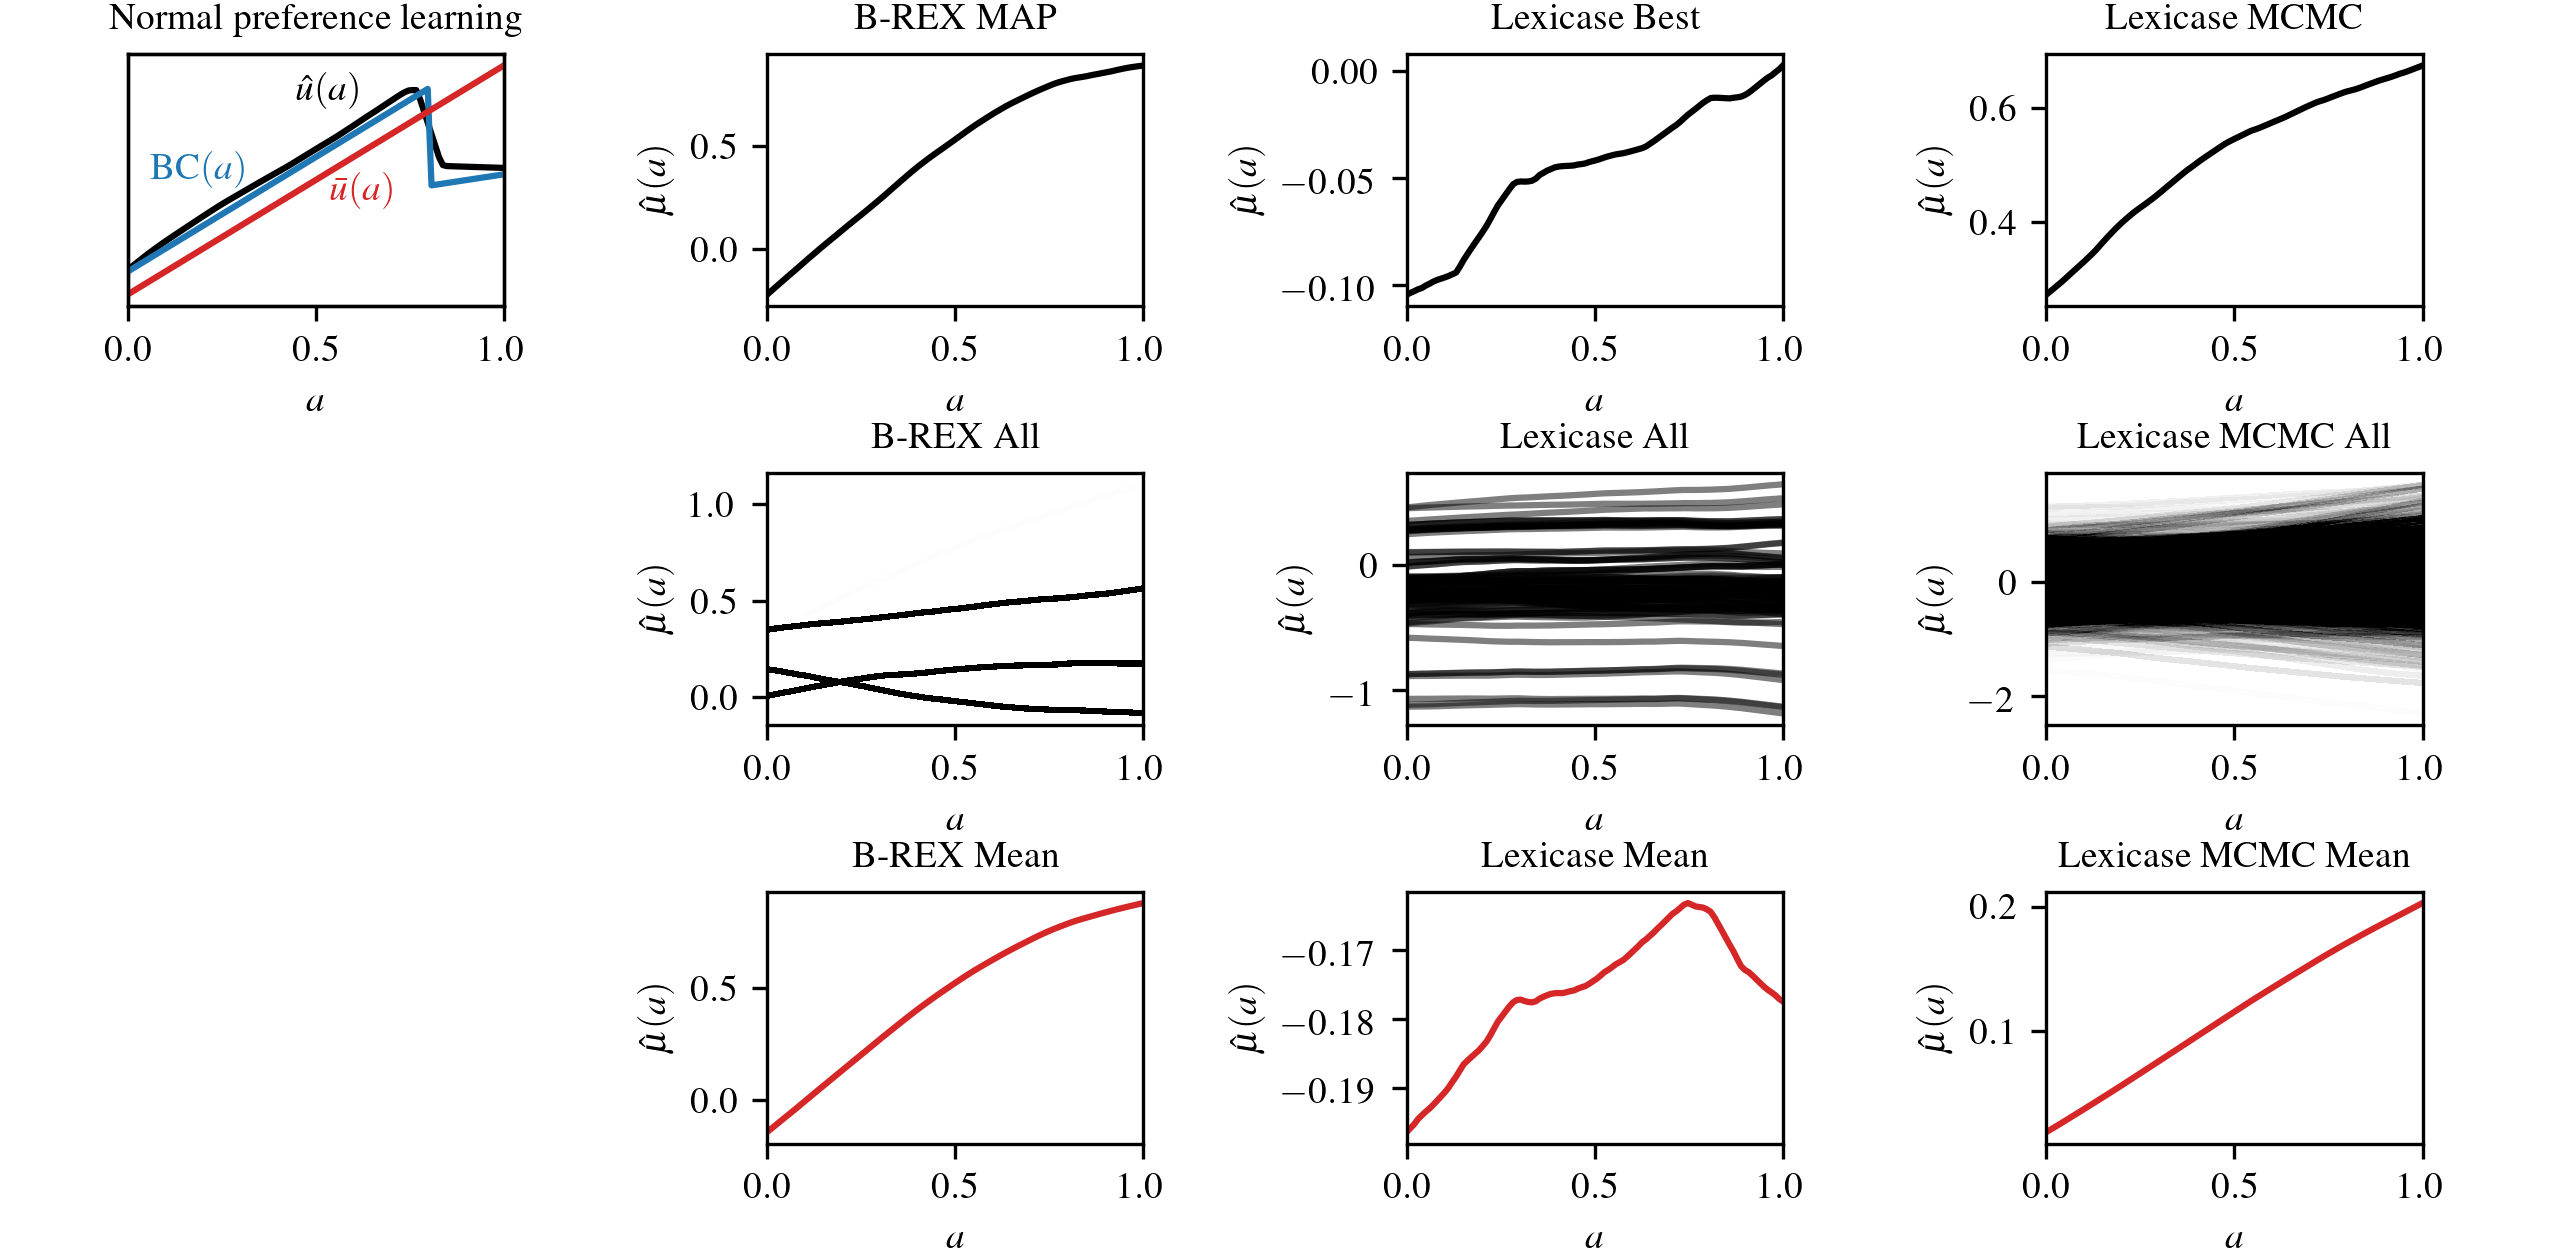 Normal preference learning
û(a)
BC(a)
ū(a)
0.0 0.5 1.0
a
B-REX MAP
μ̂(a)
0.5
0.0
0.0 0.5 1.0
a
Lexicase Best
μ̂(a)
0.00
−0.05
−0.10
0.0 0.5 1.0
a
Lexicase MCMC
μ̂(a)
0.6
0.4
0.0 0.5 1.0
a
B-REX All
μ̂(a)
1.0
0.5
0.0
0.0 0.5 1.0
a
Lexicase All
μ̂(a)
0
−1
0.0 0.5 1.0
a
Lexicase MCMC All
μ̂(a)
0
−2
0.0 0.5 1.0
a
B-REX Mean
μ̂(a)
0.5
0.0
0.0 0.5 1.0
a
Lexicase Mean
μ̂(a)
−0.17
−0.18
−0.19
0.0 0.5 1.0
a
Lexicase MCMC Mean
μ̂(a)
0.2
0.1
0.0 0.5 1.0
a